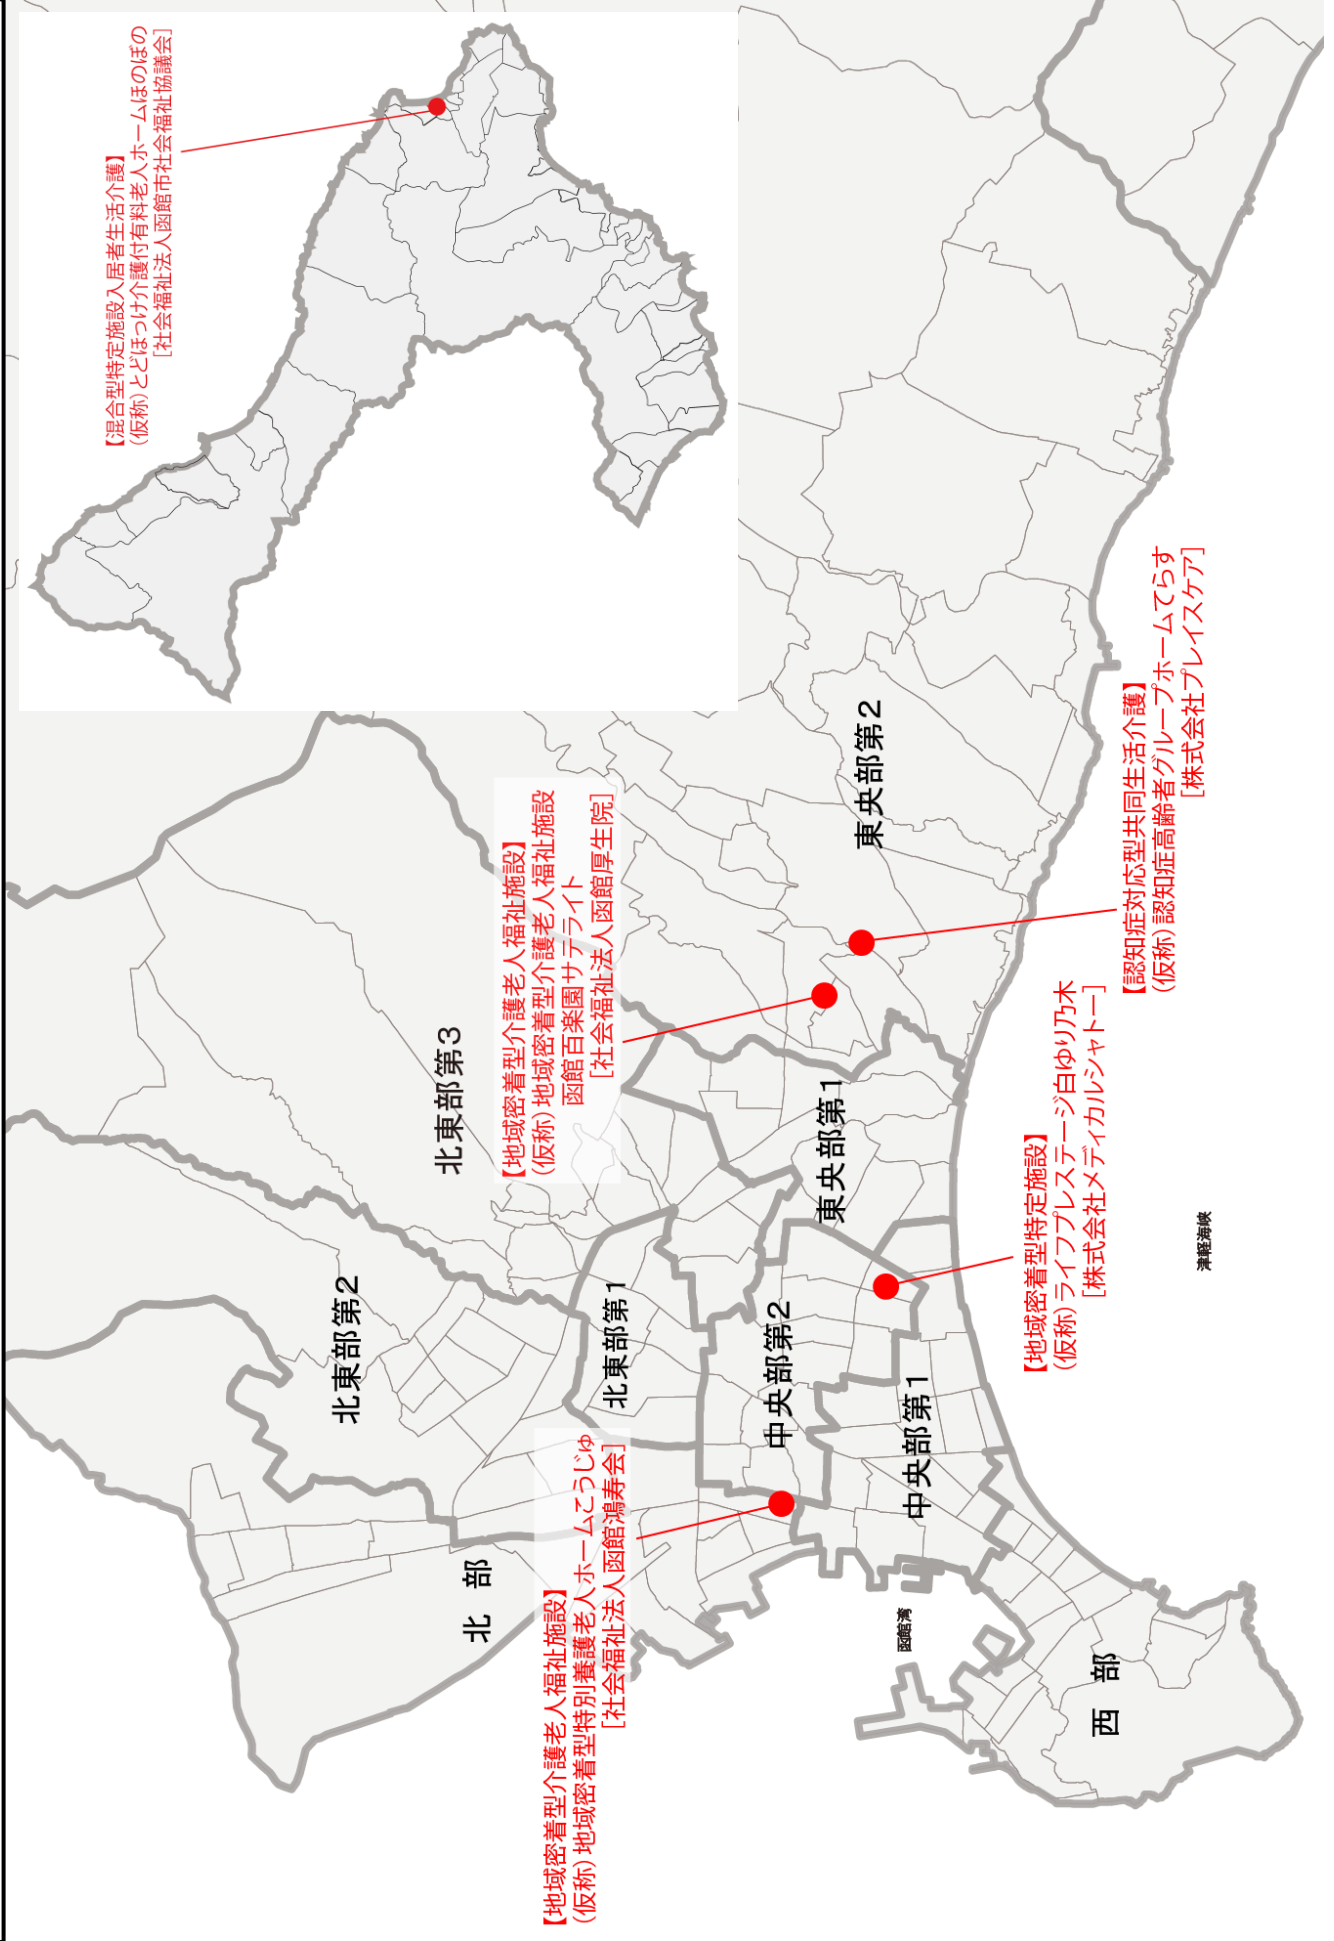 【混合型特定施設入居者生活介護】
（仮称）とどほっけ介護付有料老人ホームほのぼの
［社会福祉法人函館市社会福祉協議会］
【地域密着型介護老人福祉施設】
（仮称）地域密着型介護老人福祉施設
函館百楽園サテライト
［社会福祉法人函館厚生院］
【認知症対応型共同生活介護】
（仮称）認知症高齢者グループホームてらす
［株式会社プレイスケア］
【地域密着型特定施設】
（仮称）ライフプレステージ白ゆり乃木
［株式会社メディカルシャトー］
【地域密着型介護老人福祉施設】
（仮称）地域密着型特別養護老人ホームこうじゅ
［社会福祉法人函館鴻寿会］
北東部第3
北東部第2
北東部第1
北　部
東央部第2
東央部第1
中央部第2
中央部第1
西　部
函館湾
津軽海峡